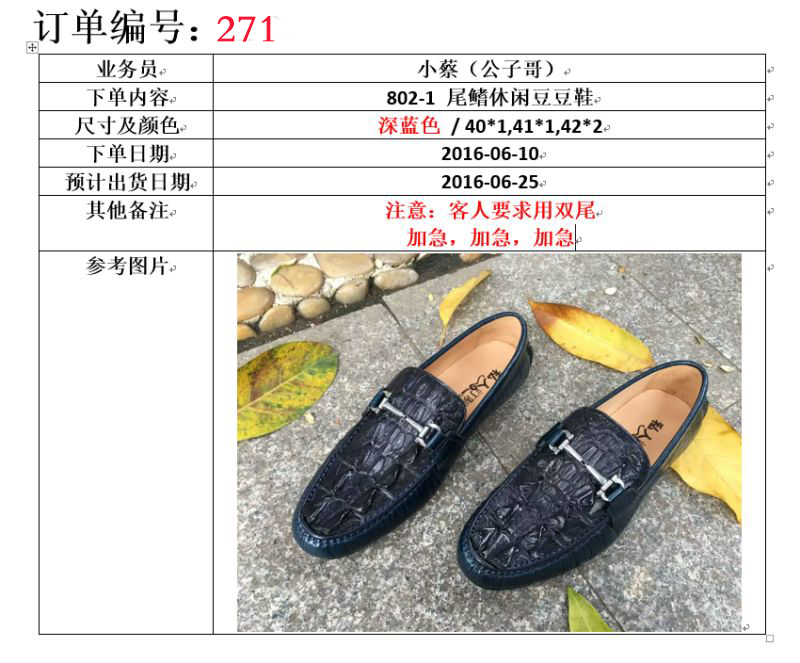 订单编号：271
业务员 小蔡（公子哥）
下单内容 802-1 尾鳍休闲豆豆鞋
尺寸及颜色 深蓝色 / 40*1,41*1,42*2
下单日期 2016-06-10
预计出货日期 2016-06-25
其他备注 注意：客人要求用双尾
加急，加急，加急
参考图片
私人
私人